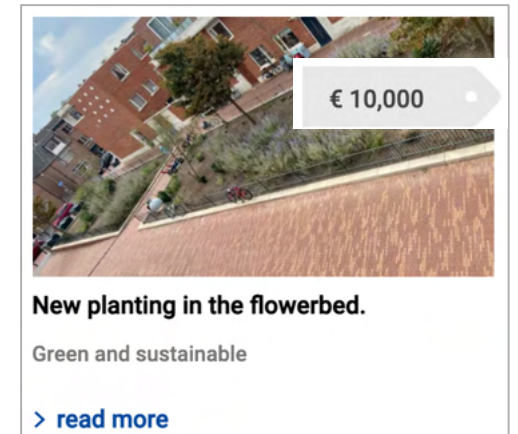 € 10,000
New planting in the flowerbed.
Green and sustainable
> read more